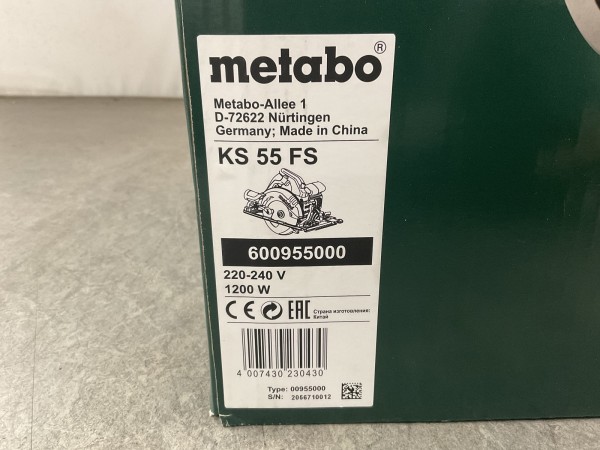 metabo®
Metabo-Allee 1
D-72622 Nürtingen
Germany; Made in China
KS 55 FS
600955000
220-240 V
1200 W
CE EAC Страна изготовления:
Китай
4 007430 230430
Type: 00955000
S/N: 2056710012